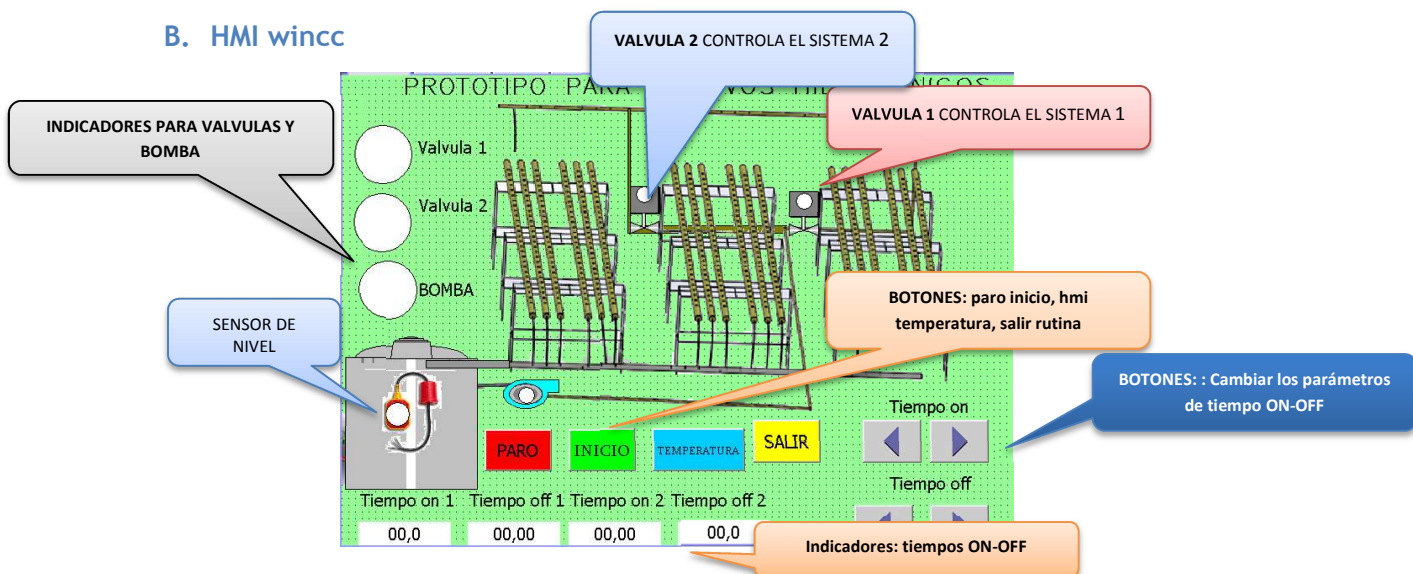 B. HMI wincc
VALVULA 2 CONTROLA EL SISTEMA 2
PROTOTIPO PARA
VALVULA 1 CONTROLA EL SISTEMA 1
INDICADORES PARA VALVULAS Y
BOMBA
Valvula 1
Valvula 2
BOMBA
SENSOR DE
NIVEL
BOTONES: paro inicio, hmi
temperatura, salir rutina
BOTONES: : Cambiar los parámetros
de tiempo ON-OFF
Tiempo on
PARO
INICIO
TEMPERATURA
SALIR
Tiempo off
Tiempo on 1
Tiempo off 1
Tiempo on 2
Tiempo off 2
00,0
00,00
00,00
00,0
Indicadores: tiempos ON-OFF